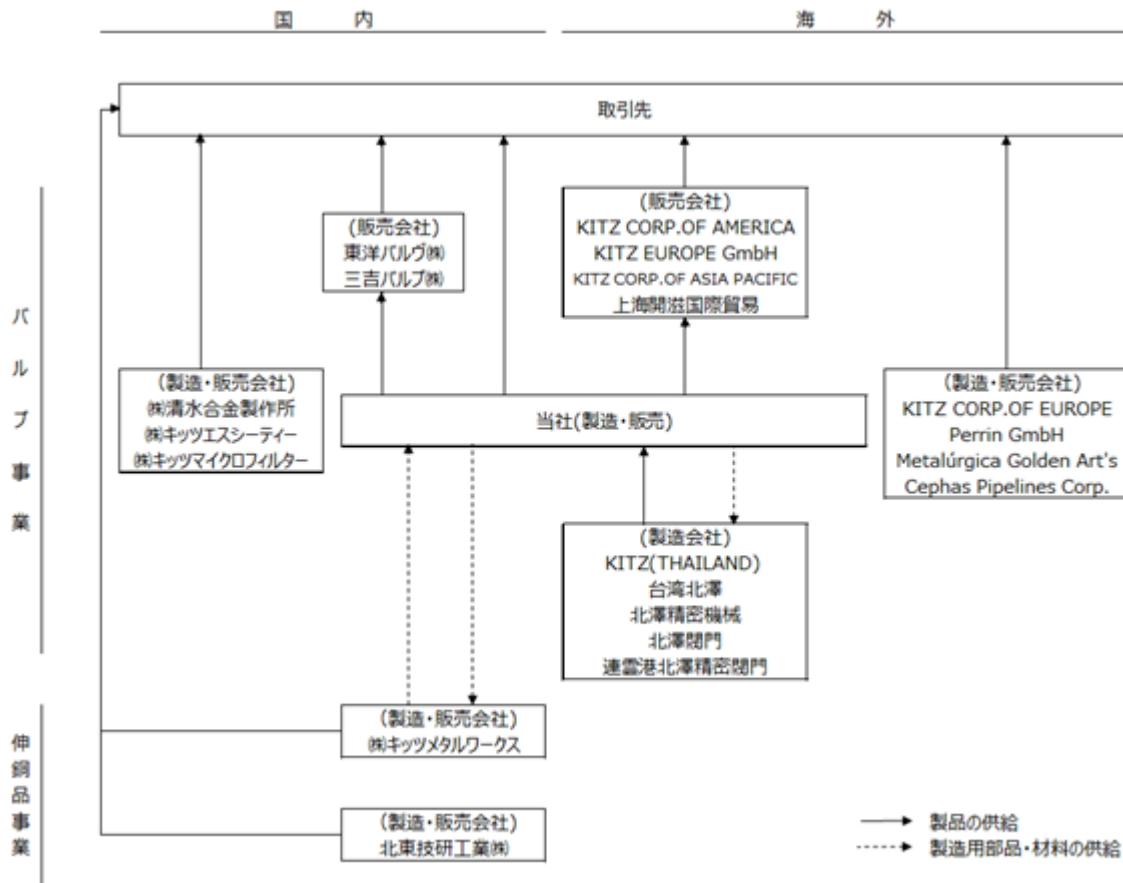 国内
海外
取引先
(販売会社)
東洋バルヴ㈱
三吉バルブ㈱
(販売会社)
KITZ CORP.OF AMERICA
KITZ EUROPE GmbH
KITZ CORP.OF ASIA PACIFIC
上海開滋国際貿易
バルブ事業
(製造・販売会社)
㈱清水合金製作所
㈱キッツエスシーティー
㈱キッツマイクロフィルター
当社(製造・販売)
(製造・販売会社)
KITZ CORP.OF EUROPE
Perrin GmbH
Metalúrgica Golden Art's
Cephas Pipelines Corp.
(製造会社)
KITZ(THAILAND)
台湾北澤
北澤精密機械
北澤閥門
連雲港北澤精密閥門
伸銅品事業
(製造・販売会社)
㈱キッツメタルワークス
(製造・販売会社)
北東技研工業㈱
製品の供給
製造用部品・材料の供給